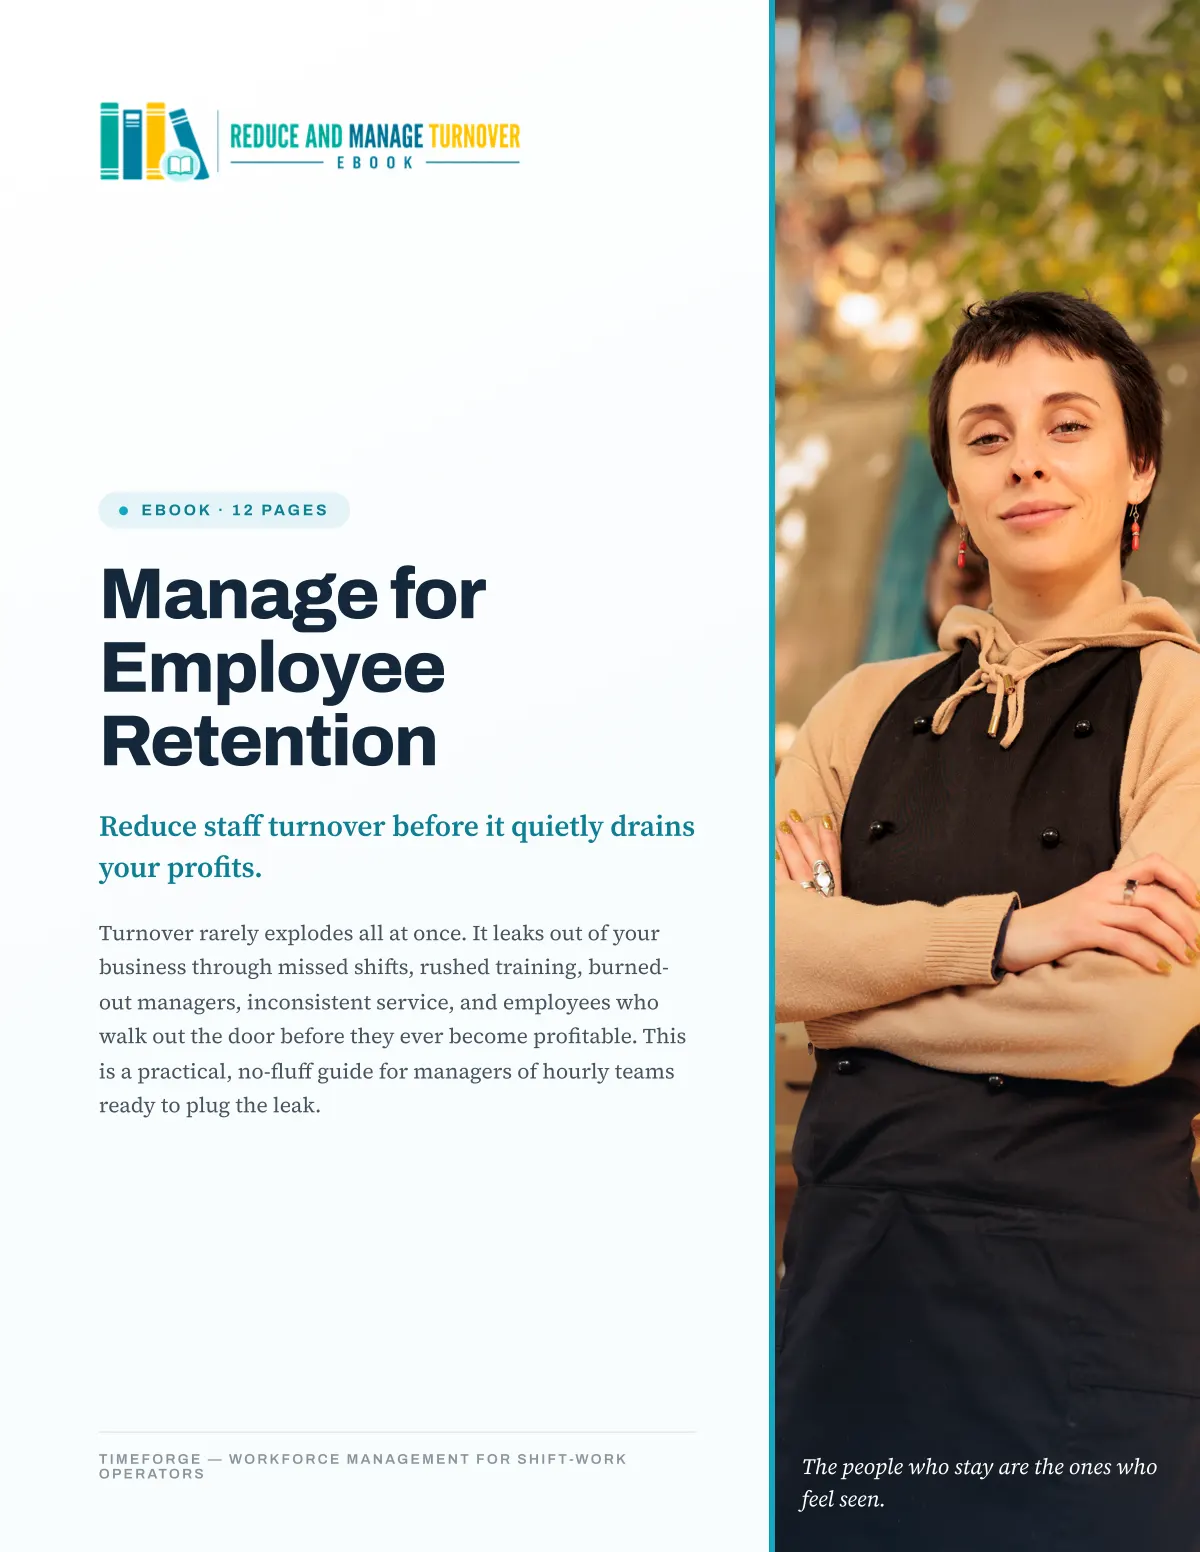 REDUCE AND MANAGE TURNOVER
EBOOK
EBOOK · 12 PAGES
Manage for
Employee
Retention
Reduce staff turnover before it quietly drains
your profits.
Turnover rarely explodes all at once. It leaks out of your
business through missed shifts, rushed training, burned-
out managers, inconsistent service, and employees who
walk out the door before they ever become profitable. This
is a practical, no-fluff guide for managers of hourly teams
ready to plug the leak.
TIMEFORGE — WORKFORCE MANAGEMENT FOR SHIFT-WORK
OPERATORS
The people who stay are the ones who
feel seen.